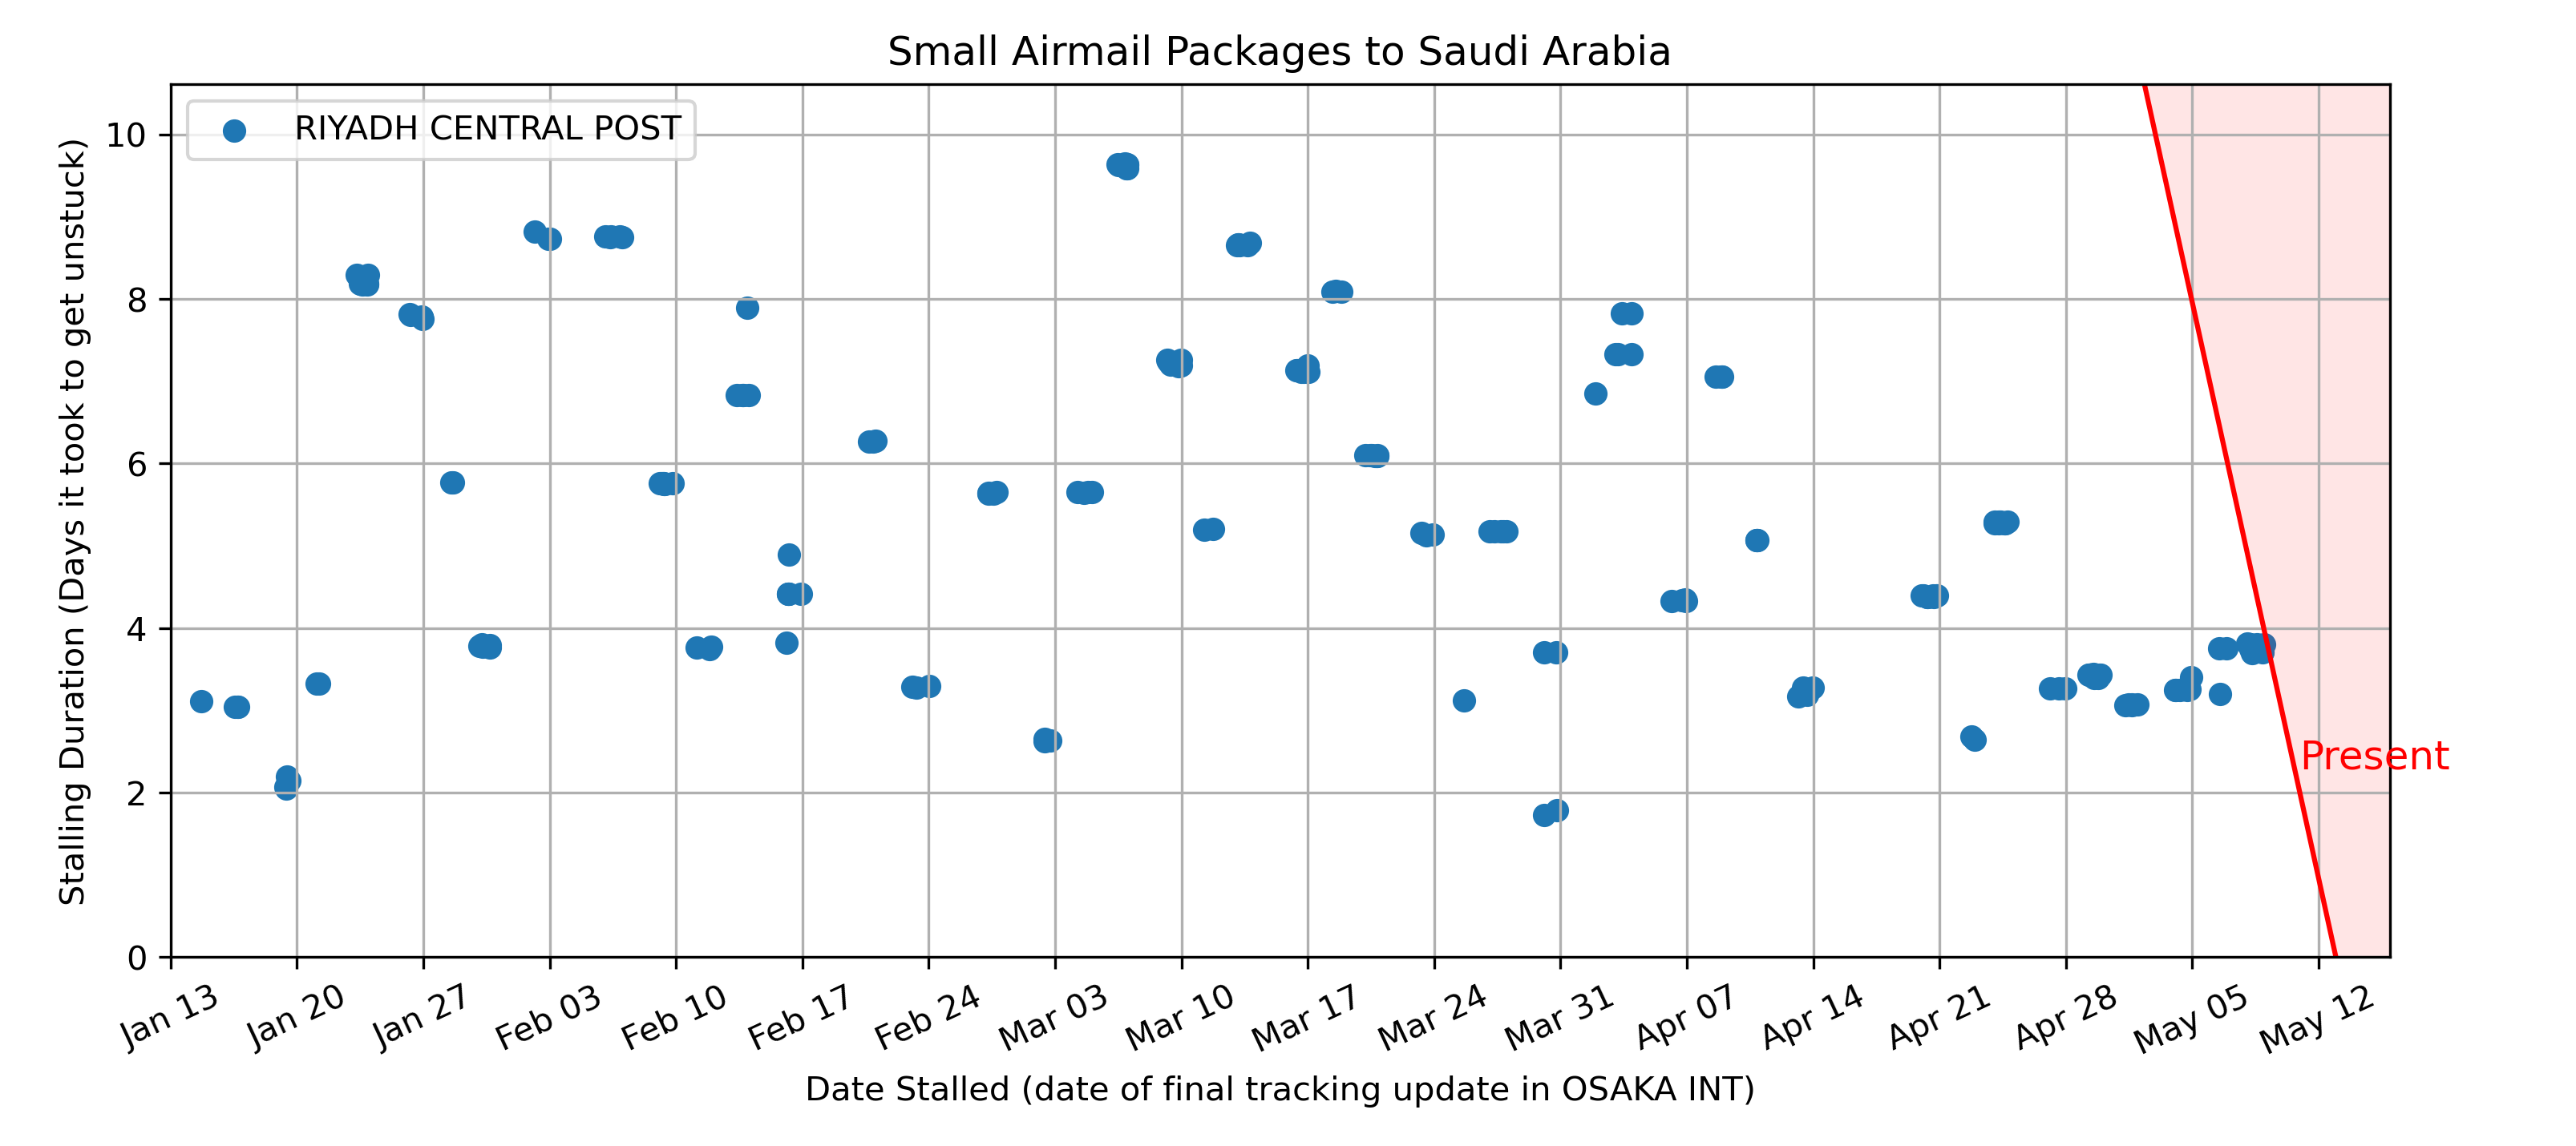 Small Airmail Packages to Saudi Arabia
RIYADH CENTRAL POST
Stalling Duration (Days it took to get unstuck)
10
8
6
4
2
0
Present
Jan 13
Jan 20
Jan 27
Feb 03
Feb 10
Feb 17
Feb 24
Mar 03
Mar 10
Mar 17
Mar 24
Mar 31
Apr 07
Apr 14
Apr 21
Apr 28
May 05
May 12
Date Stalled (date of final tracking update in OSAKA INT)